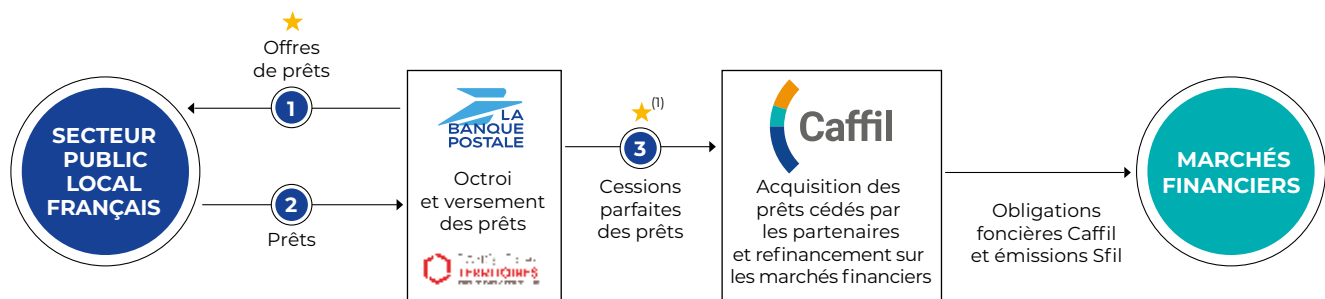 Offres
de prêts
1
SECTEUR
PUBLIC
LOCAL
FRANÇAIS
2
Prêts
LA
BANQUE
POSTALE
Octroi
et versement
des prêts
TERRITOIRES
(1)
3
Cessions
parfaites
des prêts
Caffil
Acquisition des
prêts cédés par
les partenaires
et refinancement sur
les marchés financiers
Obligations
foncières Caffil
et émissions Sfil
MARCHÉS
FINANCIERS